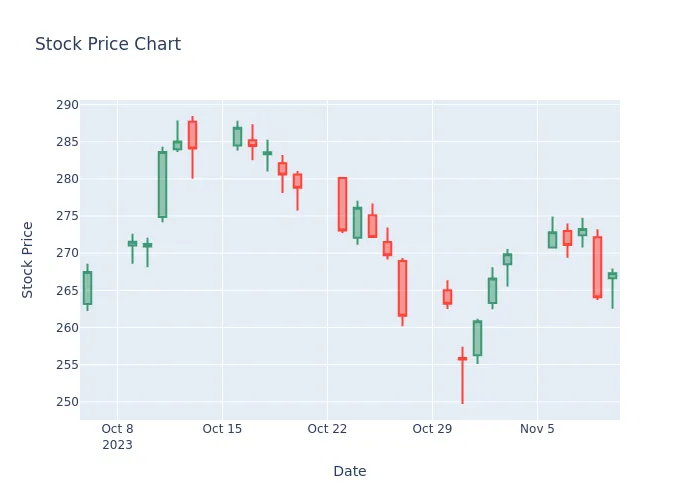 Stock Price Chart
290
285
280
275
270
265
260
255
250
Stock Price
Oct 8
2023
Oct 15
Oct 22
Oct 29
Nov 5
Date